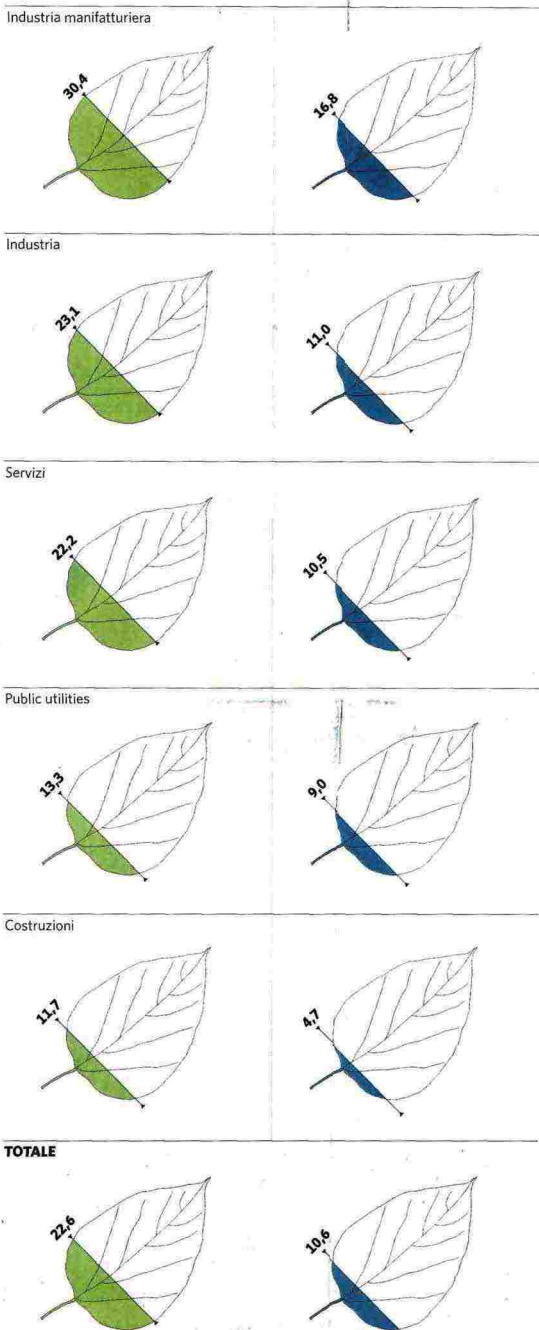 Industria manifatturiera
30,4
16,8
Industria
23,1
11,0
Servizi
22,2
10,5
Public utilities
13,3
9,0
Costruzioni
11,7
4,7
TOTALE
22,6
10,6